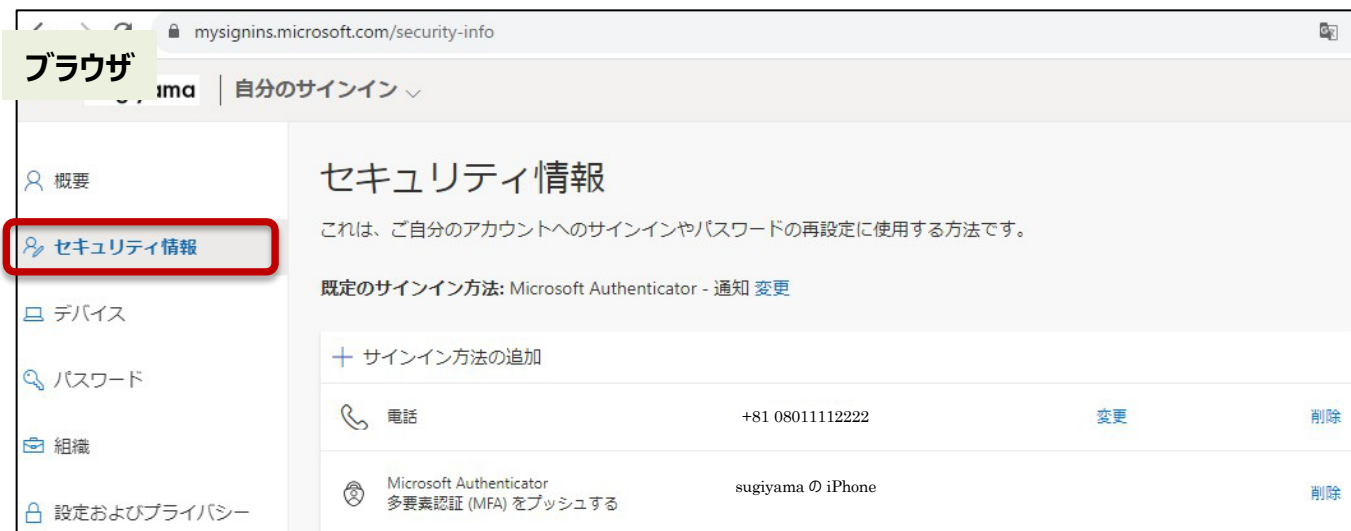 mysignins.microsoft.com/security-info
ブラウザ
自分のサインイン
概要
セキュリティ情報
デバイス
パスワード
組織
設定およびプライバシー
セキュリティ情報
これは、ご自分のアカウントへのサインインやパスワードの再設定に使用する方法です。
既定のサインイン方法: Microsoft Authenticator - 通知 変更
+ サインイン方法の追加
電話 +81 08011112222 変更 削除
Microsoft Authenticator
多要素認証 (MFA) をプッシュする sugiyama の iPhone 削除